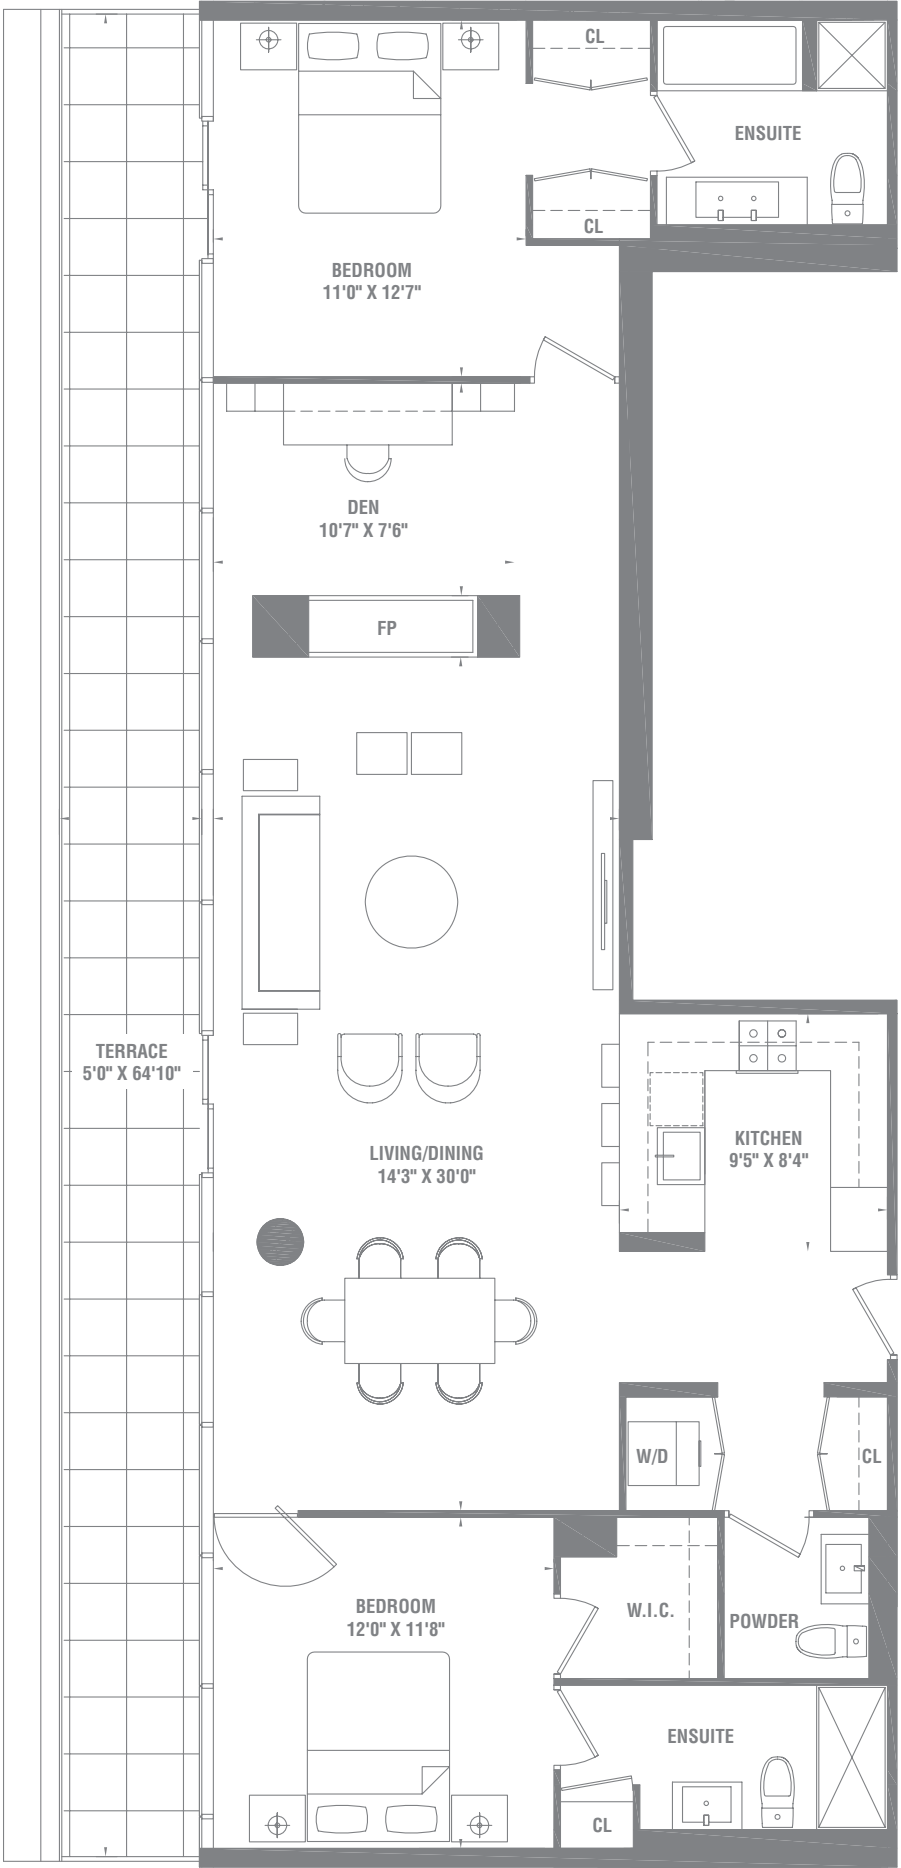 CL
ENSUITE
CL
BEDROOM
11'0" X 12'7"
DEN
10'7" X 7'6"
FP
TERRACE
5'0" X 64'10"
LIVING/DINING
14'3" X 30'0"
KITCHEN
9'5" X 8'4"
W/D
CL
BEDROOM
12'0" X 11'8"
W.I.C.
POWDER
ENSUITE
CL